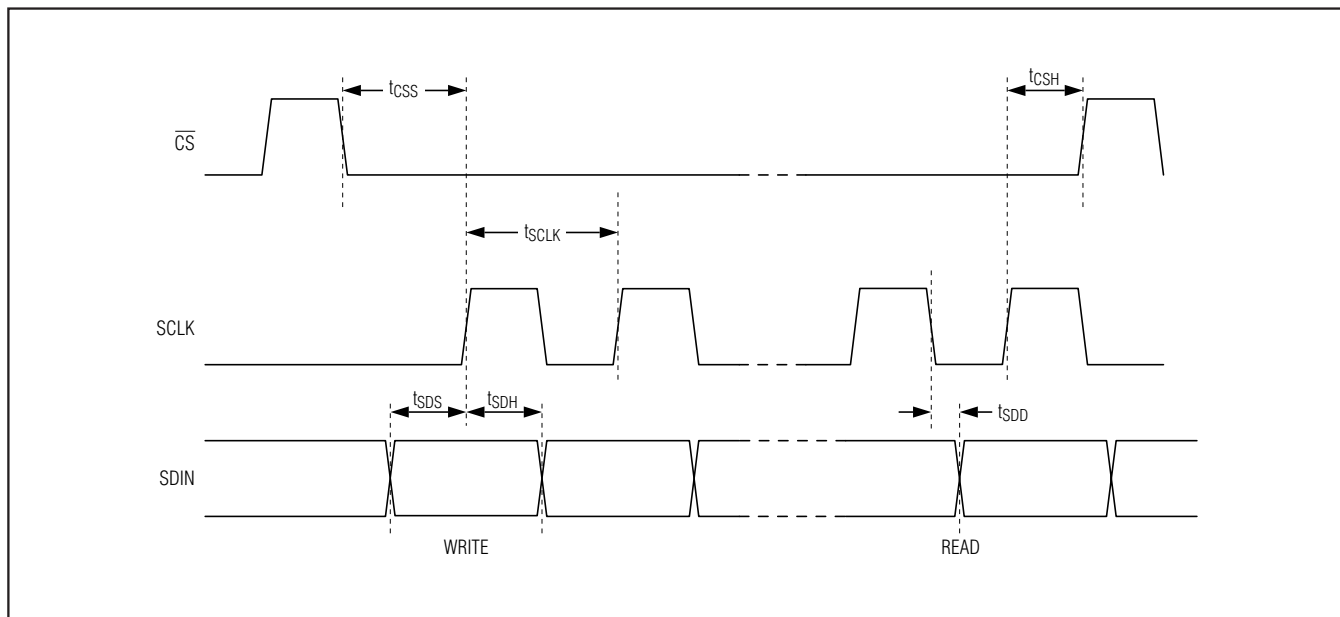 tCSS
tCSH
CS
tSCLK
SCLK
tSDS
tSDH
tSDD
SDIN
WRITE
READ